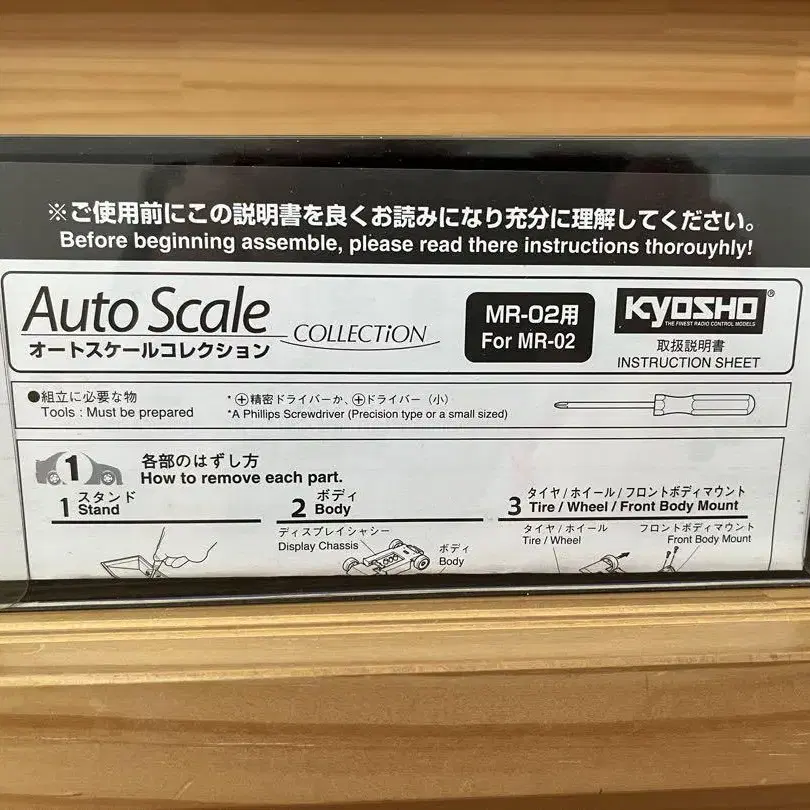 ※ご使用前にこの説明書を良くお読みになり充分に理解してください。
Before beginning assemble, please read there instructions thorouyhly!
Auto Scale COLLECTiON
オートスケールコレクション
MR-02用
For MR-02
KYOSHO®
THE FINEST RADIO CONTROL MODELS
取扱説明書
INSTRUCTION SHEET
●組立に必要な物
Tools : Must be prepared
*⊕精密ドライバーか、⊕ドライバー（小）
*A Phillips Screwdriver (Precision type or a small sized)
1 各部のはずし方
How to remove each part.
1 スタンド
Stand
2 ボディ
Body
3 タイヤ / ホイール / フロントボディマウント
Tire / Wheel / Front Body Mount
ディスプレイシャシー
Display Chassis
ボディ
Body
タイヤ / ホイール
Tire / Wheel
フロントボディマウント
Front Body Mount